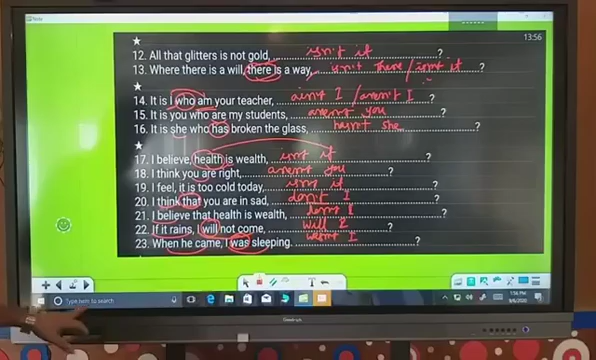 13:56
12. All that glitters is not gold, isn't it ?
13. Where there is a will, there is a way, isn't there / isn't it ?
14. It is I who am your teacher, ain't I / aren't I ?
15. It is you who are my students, aren't you ?
16. It is she who has broken the glass, hasn't she ?
17. I believe, health is wealth, isn't it ?
18. I think you are right, aren't you ?
19. I feel, it is too cold today, isn't it ?
20. I think that you are in sad, don't I ?
21. I believe that health is wealth, don't I ?
22. If it rains, I will not come, will I ?
23. When he came, I was sleeping. wasn't I ?
Type here to search
1:56 PM